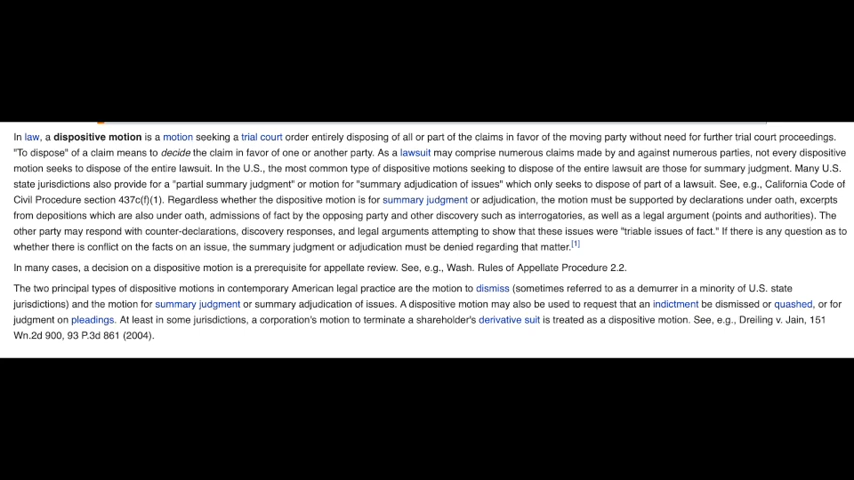 In law, a dispositive motion is a motion seeking a trial court order entirely disposing of all or part of the claims in favor of the moving party without need for further trial court proceedings.
"To dispose" of a claim means to decide the claim in favor of one or another party. As a lawsuit may comprise numerous claims made by and against numerous parties, not every dispositive
motion seeks to dispose of the entire lawsuit. In the U.S., the most common type of dispositive motions seeking to dispose of the entire lawsuit are those for summary judgment. Many U.S.
state jurisdictions also provide for a "partial summary judgment" or motion for "summary adjudication of issues" which only seeks to dispose of part of a lawsuit. See, e.g., California Code of
Civil Procedure section 437c(f)(1). Regardless whether the dispositive motion is for summary judgment or adjudication, the motion must be supported by declarations under oath, excerpts
from depositions which are also under oath, admissions of fact by the opposing party and other discovery such as interrogatories, as well as a legal argument (points and authorities). The
other party may respond with counter-declarations, discovery responses, and legal arguments attempting to show that these issues were "triable issues of fact." If there is any question as to
whether there is conflict on the facts on an issue, the summary judgment or adjudication must be denied regarding that matter.[1]
In many cases, a decision on a dispositive motion is a prerequisite for appellate review. See, e.g., Wash. Rules of Appellate Procedure 2.2.
The two principal types of dispositive motions in contemporary American legal practice are the motion to dismiss (sometimes referred to as a demurrer in a minority of U.S. state
jurisdictions) and the motion for summary judgment or summary adjudication of issues. A dispositive motion may also be used to request that an indictment be dismissed or quashed, or for
judgment on pleadings. At least in some jurisdictions, a corporation's motion to terminate a shareholder's derivative suit is treated as a dispositive motion. See, e.g., Dreiling v. Jain, 151
Wn.2d 900, 93 P.3d 861 (2004).